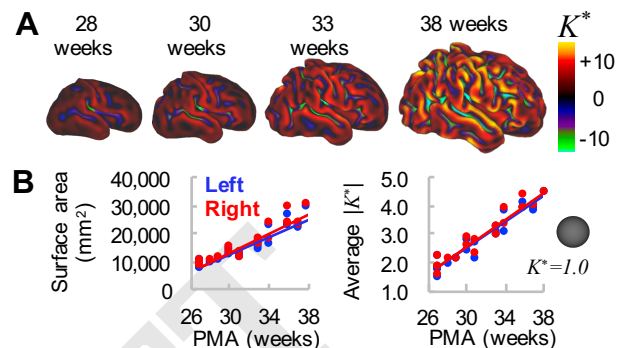 A
28 weeks
30 weeks
33 weeks
38 weeks
K*
+10
0
-10
B
Left
Right
Surface area (mm²)
40,000
30,000
20,000
10,000
0
26 30 34 38
PMA (weeks)
Average |K*|
5.0
4.0
3.0
2.0
1.0
26 30 34 38
PMA (weeks)
K*=1.0